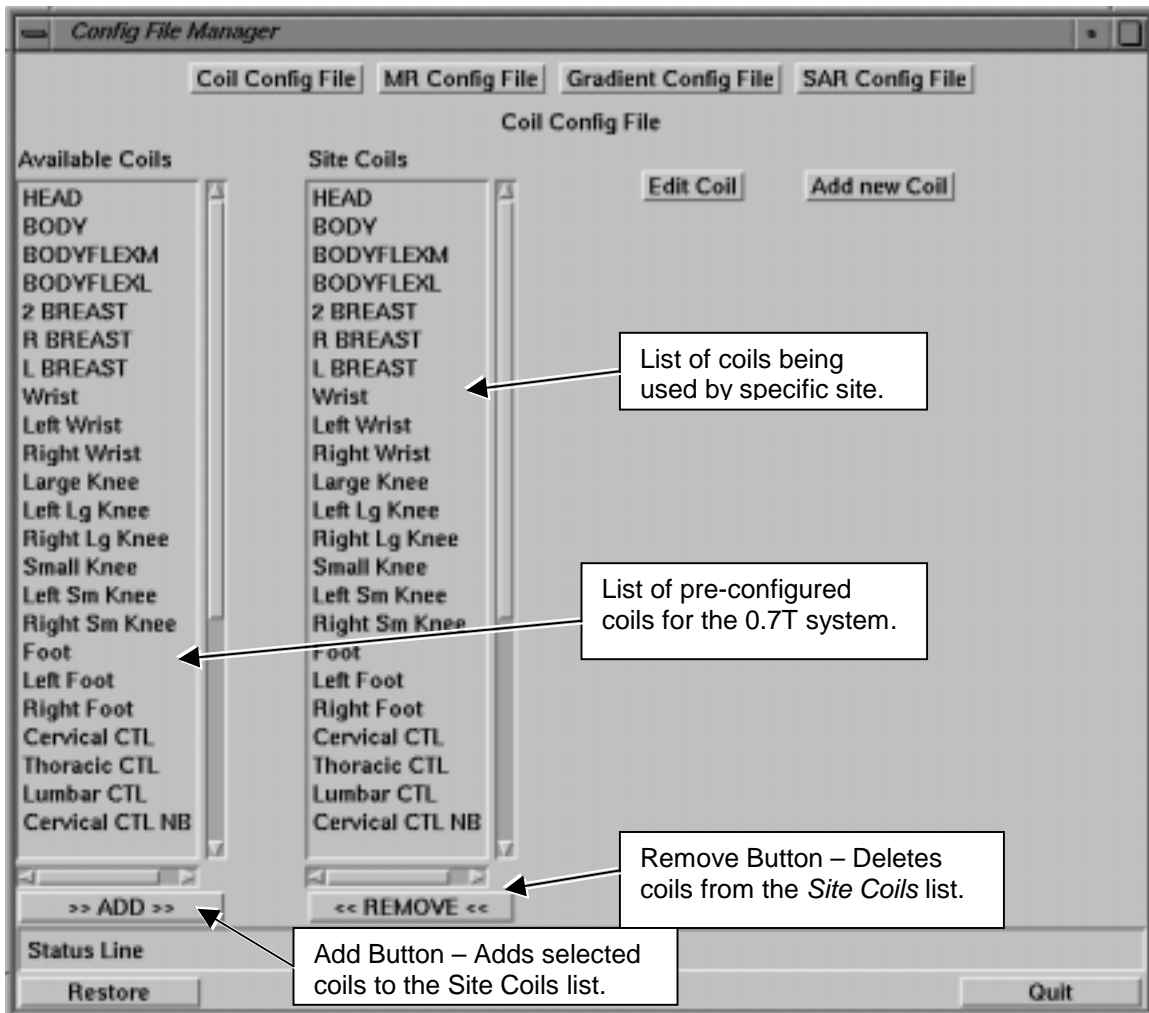 Config File Manager
Coil Config File MR Config File Gradient Config File SAR Config File
Coil Config File
Available Coils
HEAD
BODY
BODYFLEXM
BODYFLEXL
2 BREAST
R BREAST
L BREAST
Wrist
Left Wrist
Right Wrist
Large Knee
Left Lg Knee
Right Lg Knee
Small Knee
Left Sm Knee
Right Sm Knee
Foot
Left Foot
Right Foot
Cervical CTL
Thoracic CTL
Lumbar CTL
Cervical CTL NB
>> ADD >>
Site Coils
HEAD
BODY
BODYFLEXM
BODYFLEXL
2 BREAST
R BREAST
L BREAST
Wrist
Left Wrist
Right Wrist
Large Knee
Left Lg Knee
Right Lg Knee
Small Knee
Left Sm Knee
Right Sm Knee
Foot
Left Foot
Right Foot
Cervical CTL
Thoracic CTL
Lumbar CTL
Cervical CTL NB
<< REMOVE <<
Edit Coil Add new Coil
List of coils being
used by specific site.
List of pre-configured
coils for the 0.7T system.
Remove Button – Deletes
coils from the Site Coils list.
Add Button – Adds selected
coils to the Site Coils list.
Status Line
Restore Quit